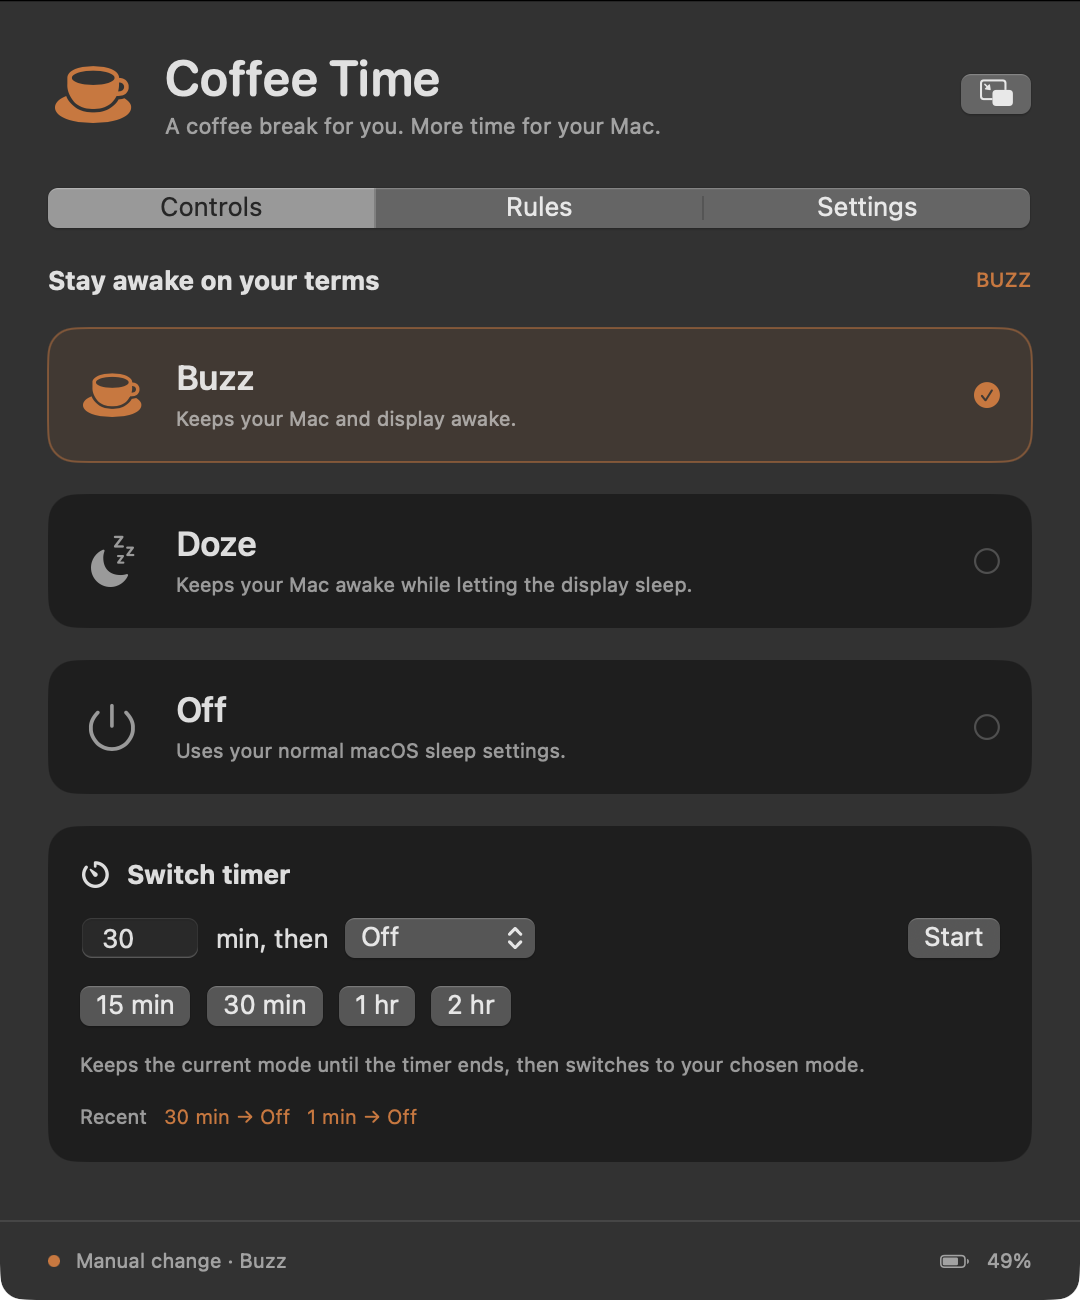 Coffee Time
A coffee break for you. More time for your Mac.
Controls Rules Settings
Stay awake on your terms BUZZ
Buzz
Keeps your Mac and display awake.
Doze
Keeps your Mac awake while letting the display sleep.
Off
Uses your normal macOS sleep settings.
Switch timer
30 min, then Off Start
15 min 30 min 1 hr 2 hr
Keeps the current mode until the timer ends, then switches to your chosen mode.
Recent 30 min → Off 1 min → Off
Manual change · Buzz 49%